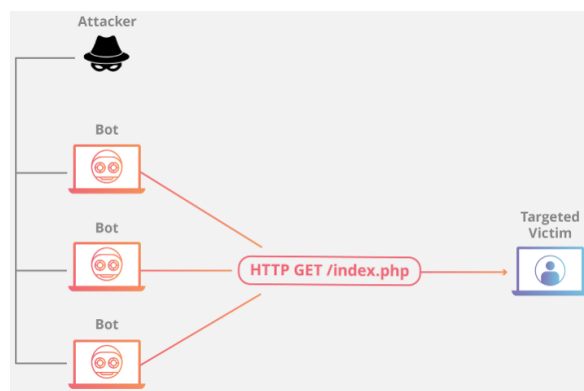 Attacker
Bot
Bot
Bot
HTTP GET /index.php
Targeted
Victim